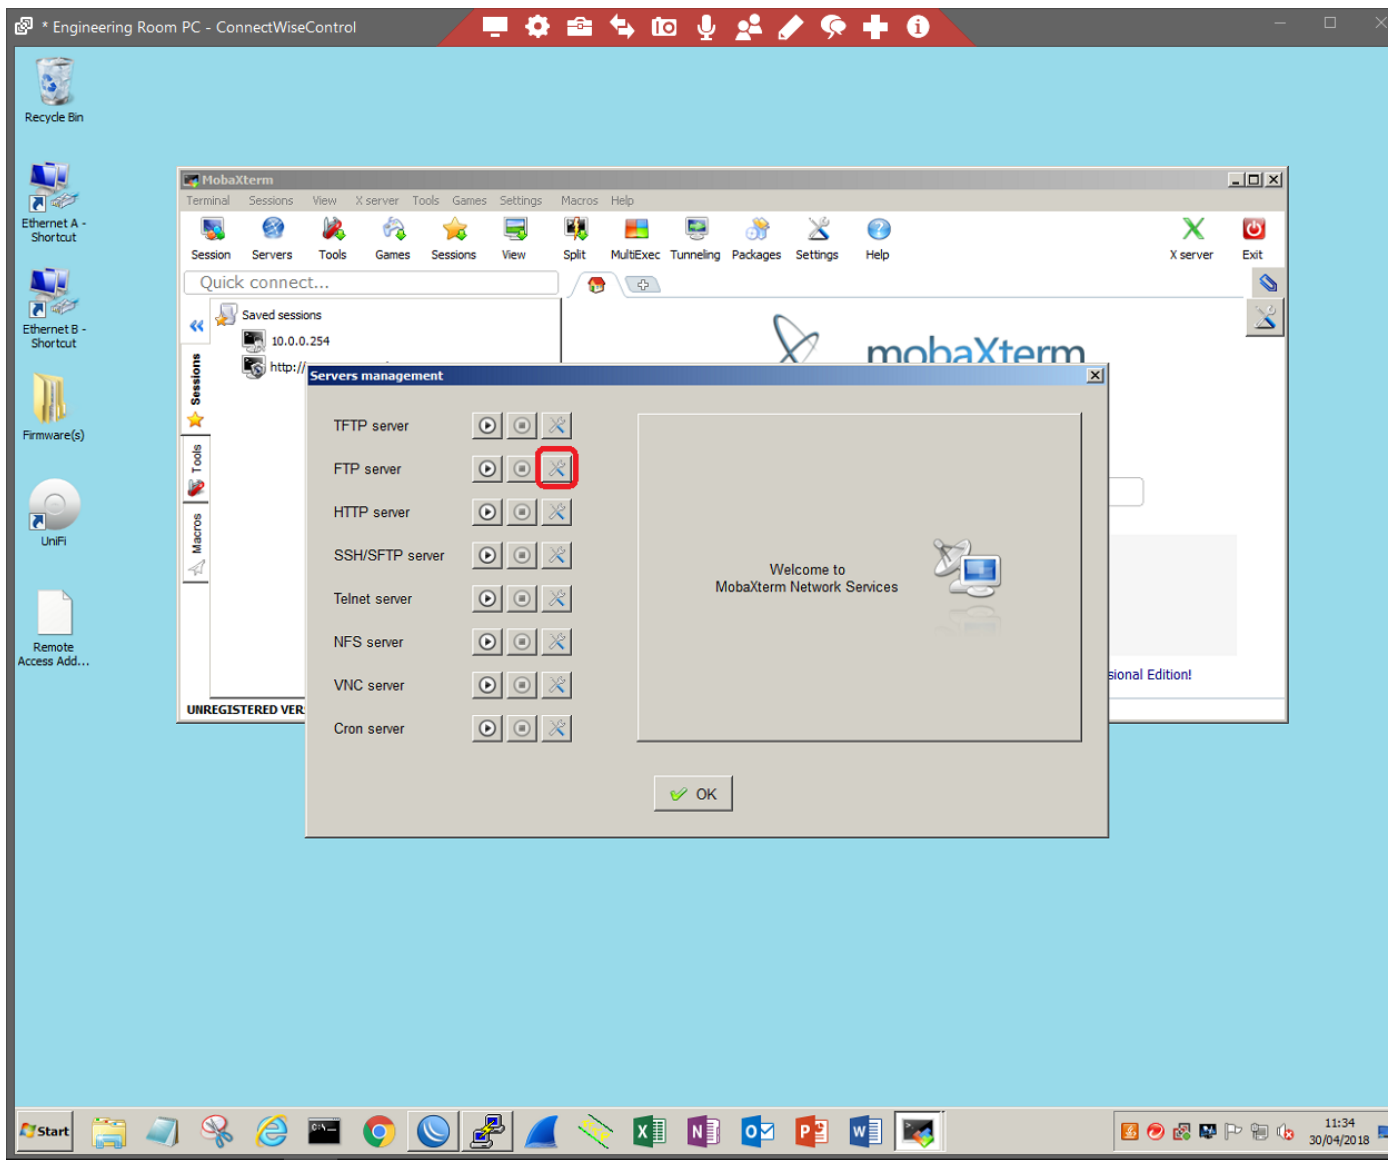 * Engineering Room PC - ConnectWiseControl
Recycle Bin
Ethernet A -
Shortcut
Ethernet B -
Shortcut
Firmware(s)
UniFi
Remote
Access Add...
MobaXterm
Terminal Sessions View X server Tools Games Settings Macros Help
Session Servers Tools Games Sessions View Split MultiExec Tunneling Packages Settings Help X server Exit
Quick connect...
Saved sessions
10.0.0.254
http://
Sessions
Tools
Macros
mobaXterm
Servers management
TFTP server
FTP server
HTTP server
SSH/SFTP server
Telnet server
NFS server
VNC server
Cron server
Welcome to
MobaXterm Network Services
OK
sional Edition!
UNREGISTERED VER
Start
11:34
30/04/2018